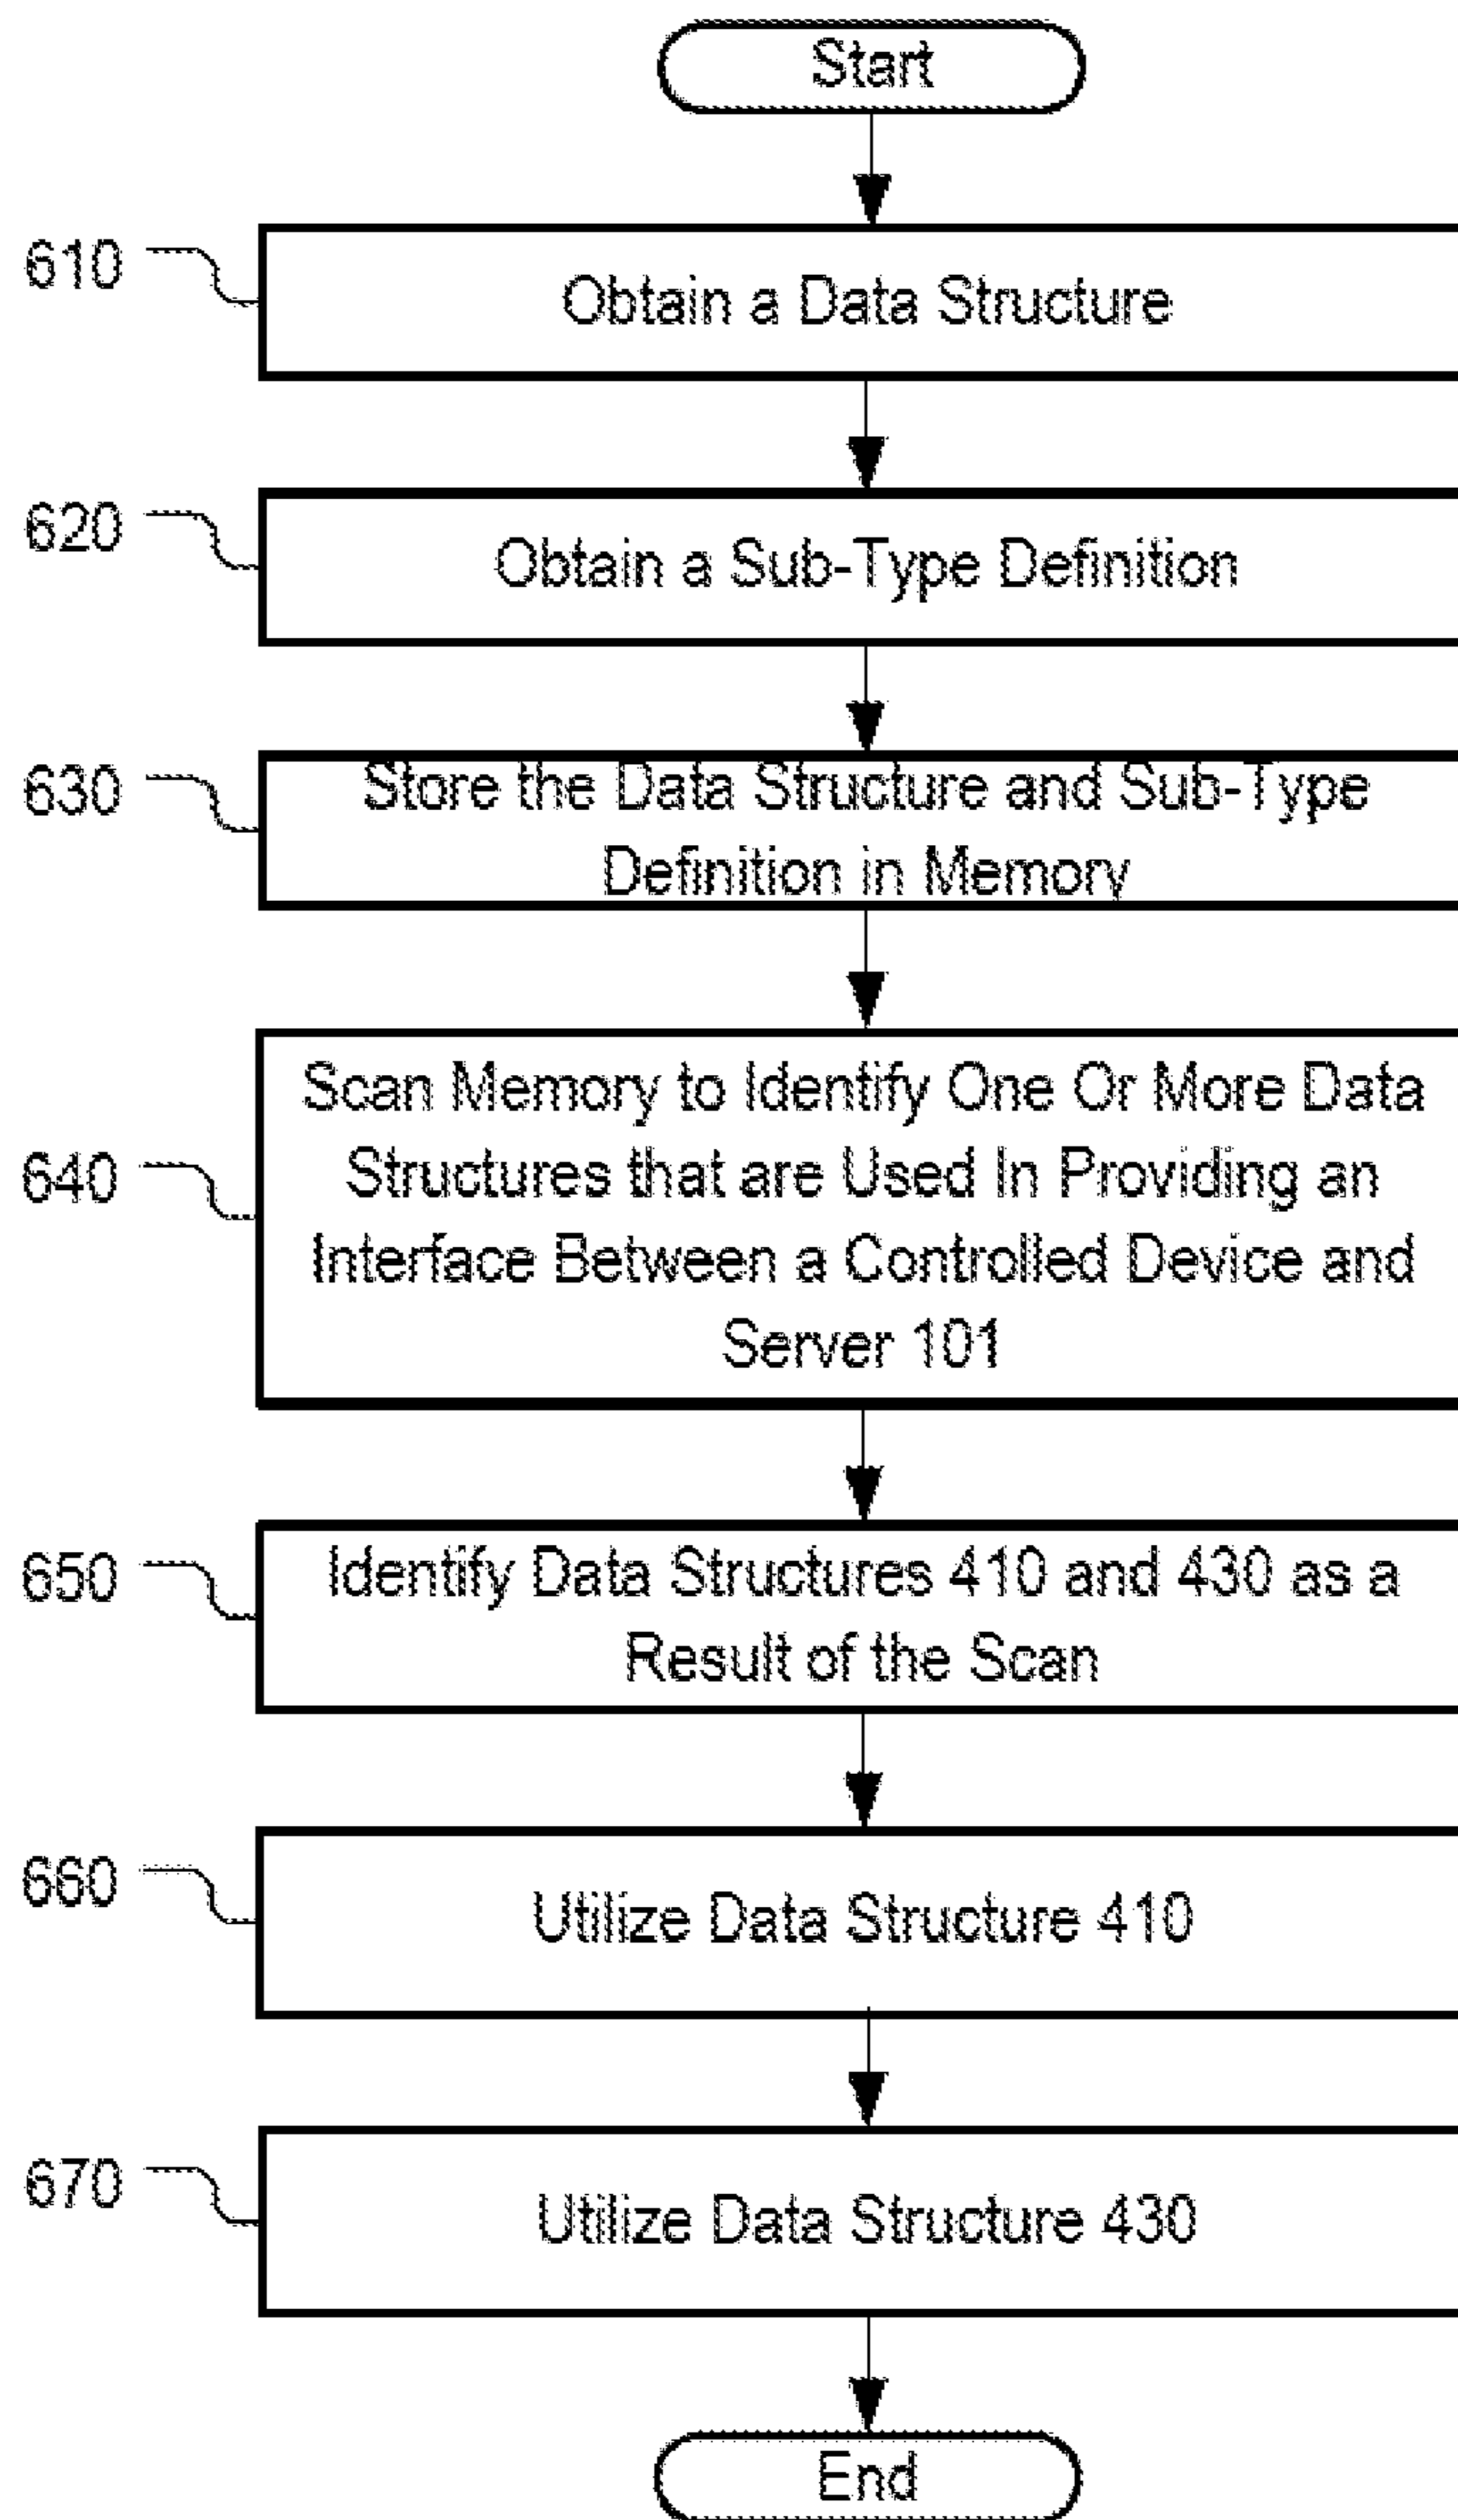 Start
610
Obtain a Data Structure
620
Obtain a Sub-Type Definition
630
Store the Data Structure and Sub-Type
Definition in Memory
640
Scan Memory to Identify One Or More Data
Structures that are Used In Providing an
Interface Between a Controlled Device and
Server 101
650
Identify Data Structures 410 and 430 as a
Result of the Scan
660
Utilize Data Structure 410
670
Utilize Data Structure 430
End